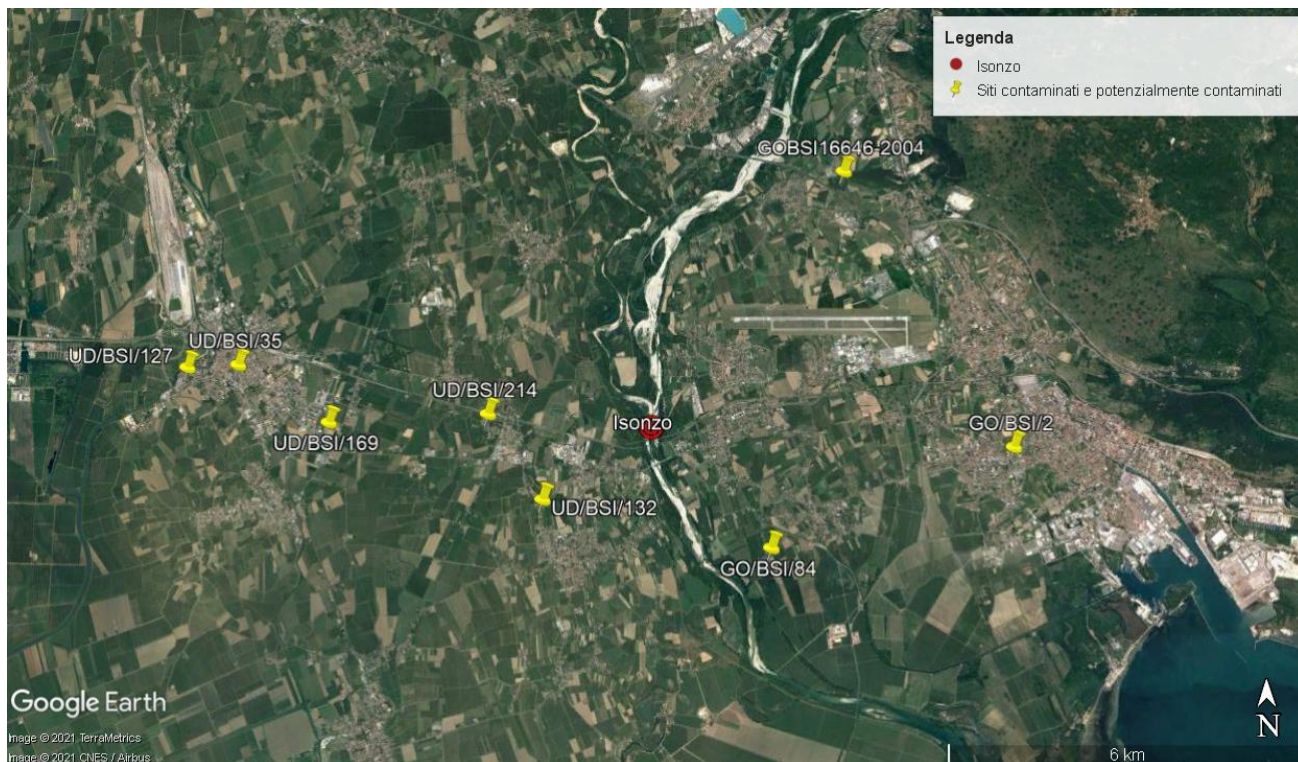 Legenda
Isonzo
Siti contaminati e potenzialmente contaminati
GOBSI16646-2004
UD/BSI/35
UD/BSI/127
UD/BSI/214
UD/BSI/169
Isonzo
GO/BSI/2
UD/BSI/132
GO/BSI/84
Google Earth
Image © 2021 TerraMetrics
Image © 2021 CNES / Airbus
N
6 km